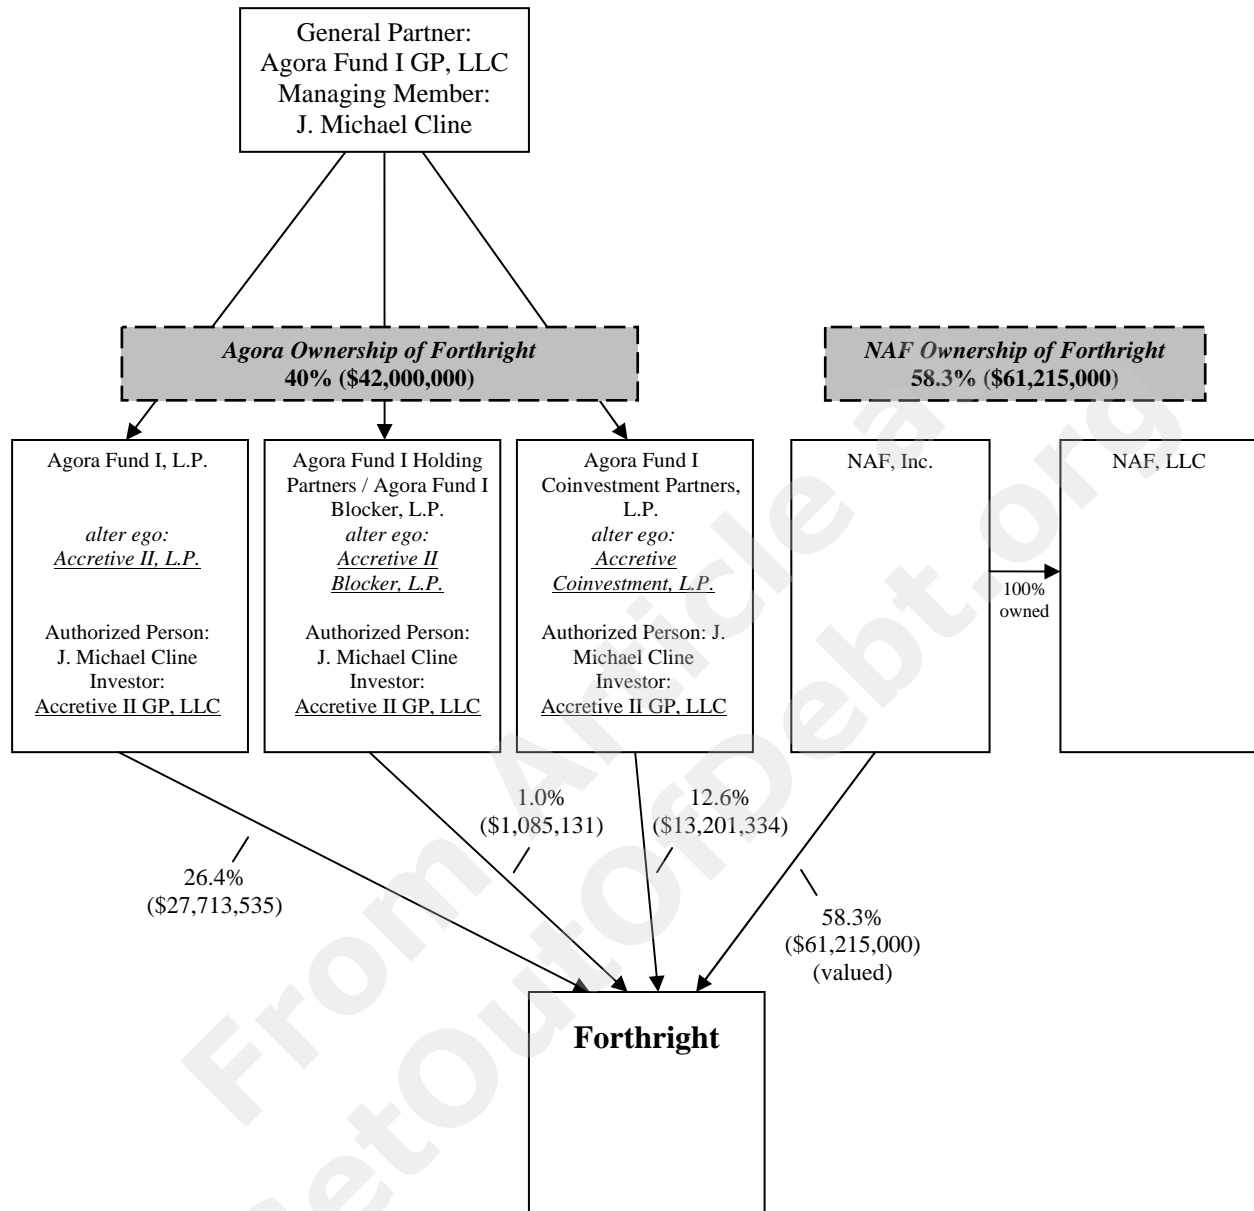 General Partner:
Agora Fund I GP, LLC
Managing Member:
J. Michael Cline
Agora Ownership of Forthright
40% ($42,000,000)
NAF Ownership of Forthright
58.3% ($61,215,000)
Agora Fund I, L.P.
alter ego:
Accretive II, L.P.
Authorized Person:
J. Michael Cline
Investor:
Accretive II GP, LLC
Agora Fund I Holding
Partners / Agora Fund I
Blocker, L.P.
alter ego:
Accretive II
Blocker, L.P.
Authorized Person:
J. Michael Cline
Investor:
Accretive II GP, LLC
Agora Fund I
Coinvestment Partners,
L.P.
alter ego:
Accretive
Coinvestment, L.P.
Authorized Person: J.
Michael Cline
Investor:
Accretive II GP, LLC
NAF, Inc.
100%
owned
NAF, LLC
26.4%
($27,713,535)
1.0%
($1,085,131)
12.6%
($13,201,334)
58.3%
($61,215,000)
(valued)
Forthright
From Article a
GetOutOfDebt.org